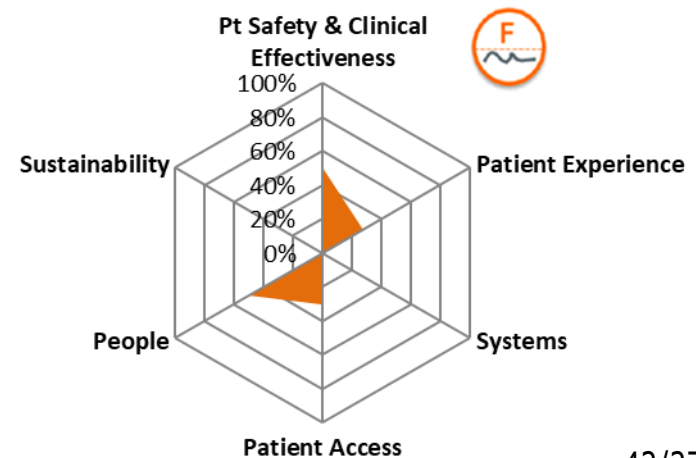 Pt Safety & Clinical
Effectiveness
F
100%
80%
60%
40%
20%
0%
Sustainability
Patient Experience
People
Systems
Patient Access